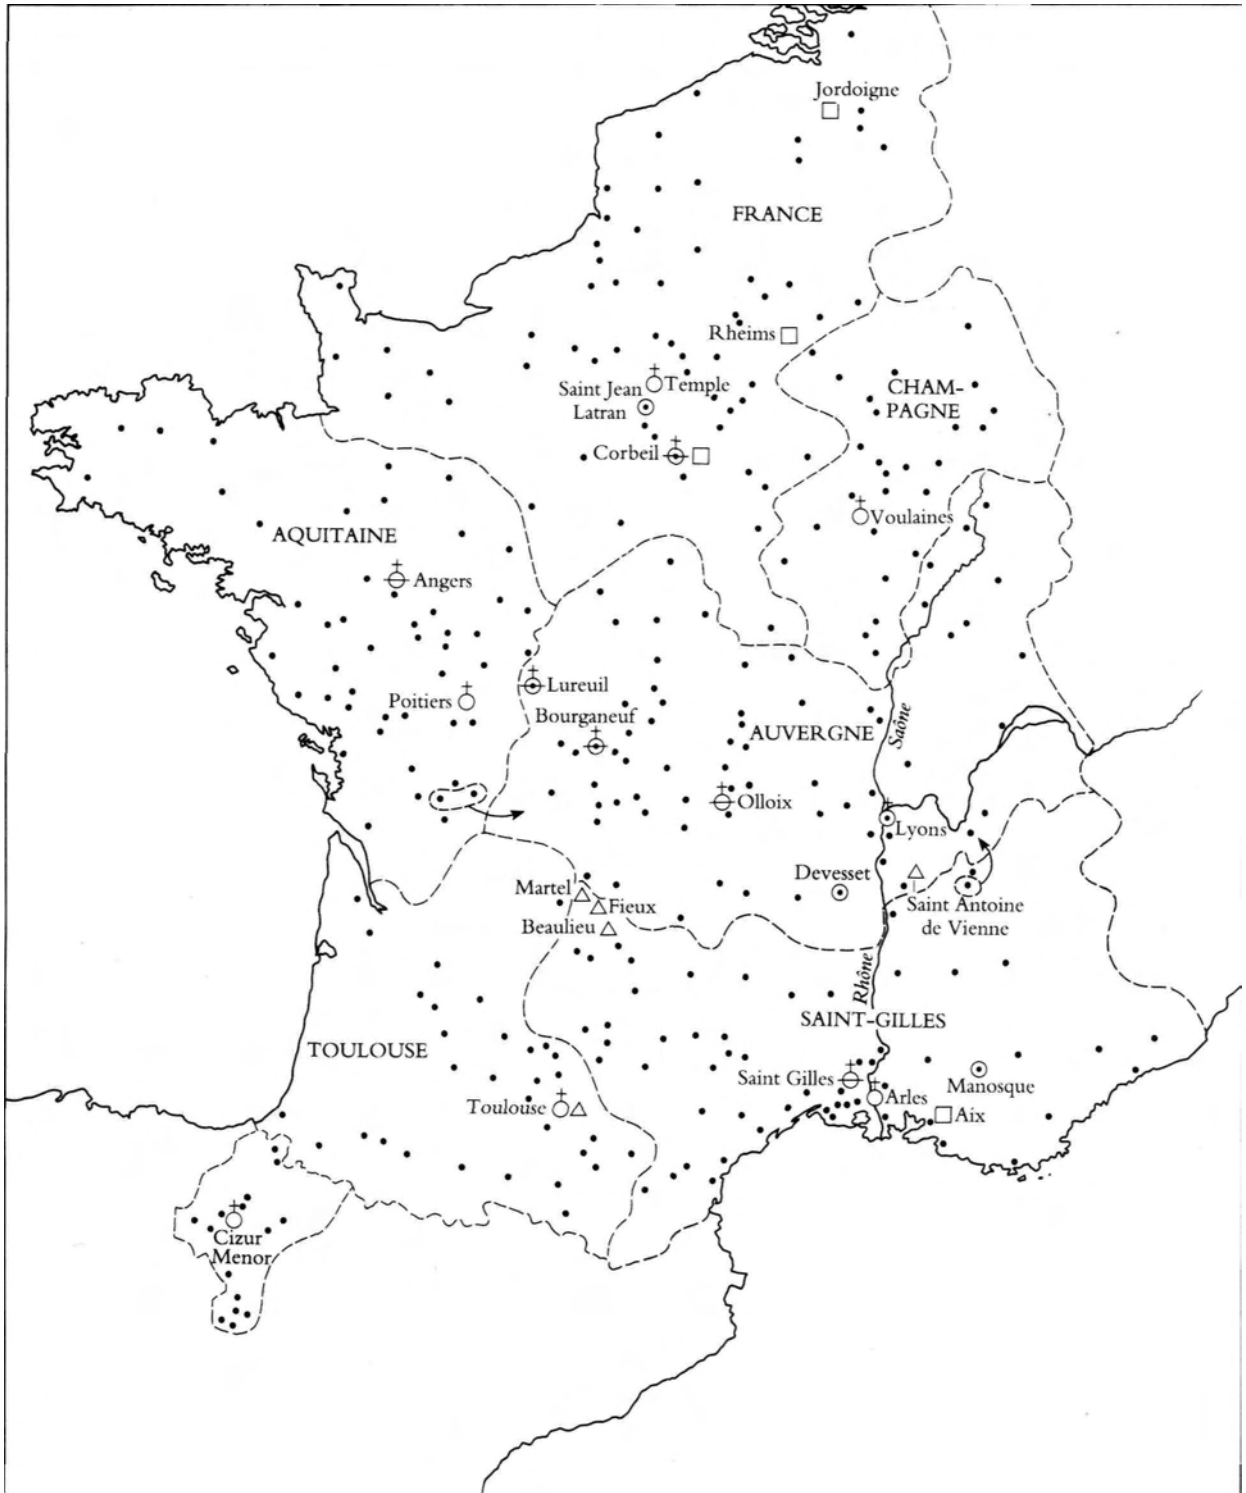 Jordoigne
FRANCE
Rheims
Saint Jean
Latran
Temple
CHAM-
PAGNE
Corbeil
Voulaines
AQUITAINE
Angers
Lureuil
Poitiers
Bourganeuf
AUVERGNE
Saône
Olloix
Lyons
Devesset
Martel
Fieux
Beaulieu
Saint Antoine
de Vienne
Rhône
SAINT-GILLES
TOULOUSE
Saint Gilles
Manosque
Toulouse
Arles
Aix
Cizur
Menor